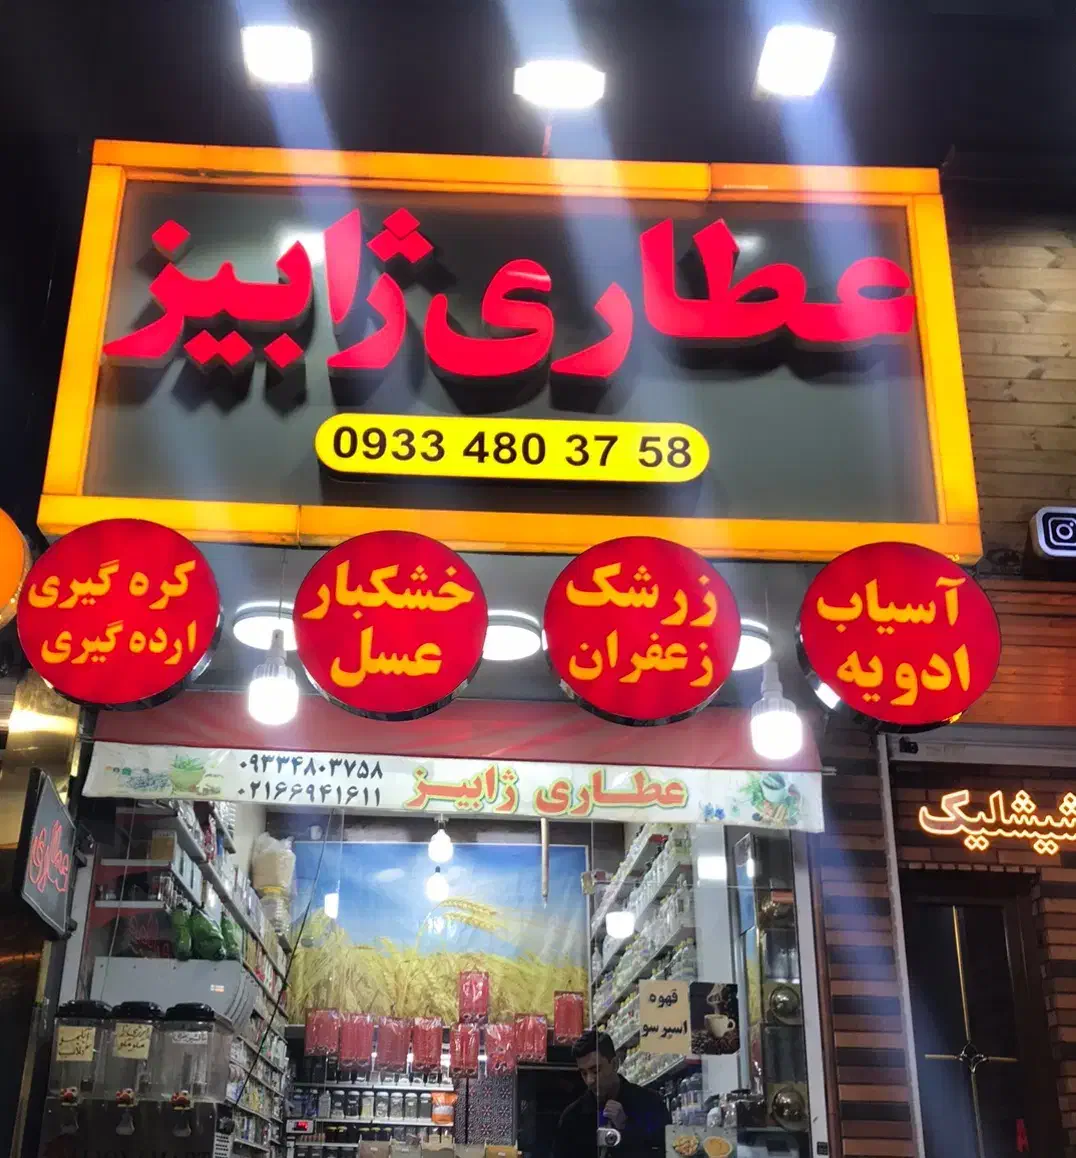 عطاری ژابیز
0933 480 37 58
آسیاب
ادویه
زرشک
زعفران
خشکبار
عسل
کره گیری
ارده گیری
عطاری ژابیز
۰۹۳۳۴۸۰۳۷۵۸
۰۲۱۶۶۹۴۱۶۱۱
شیشلیک
عطاری
قهوه
اسپرسو